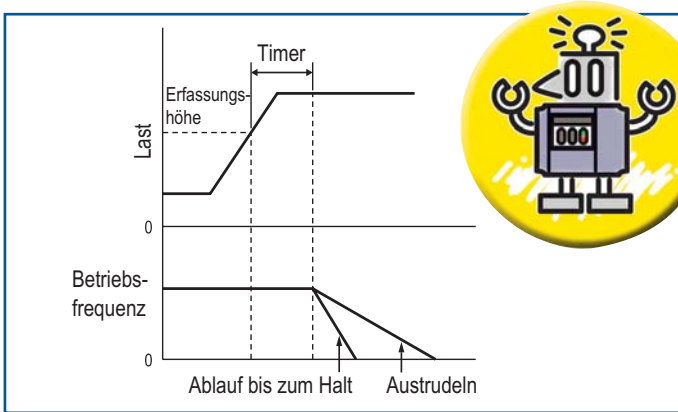 Timer
Erfassungs-
höhe
Last
0
Betriebs-
frequenz
0
Ablauf bis zum Halt
Austrudeln
000